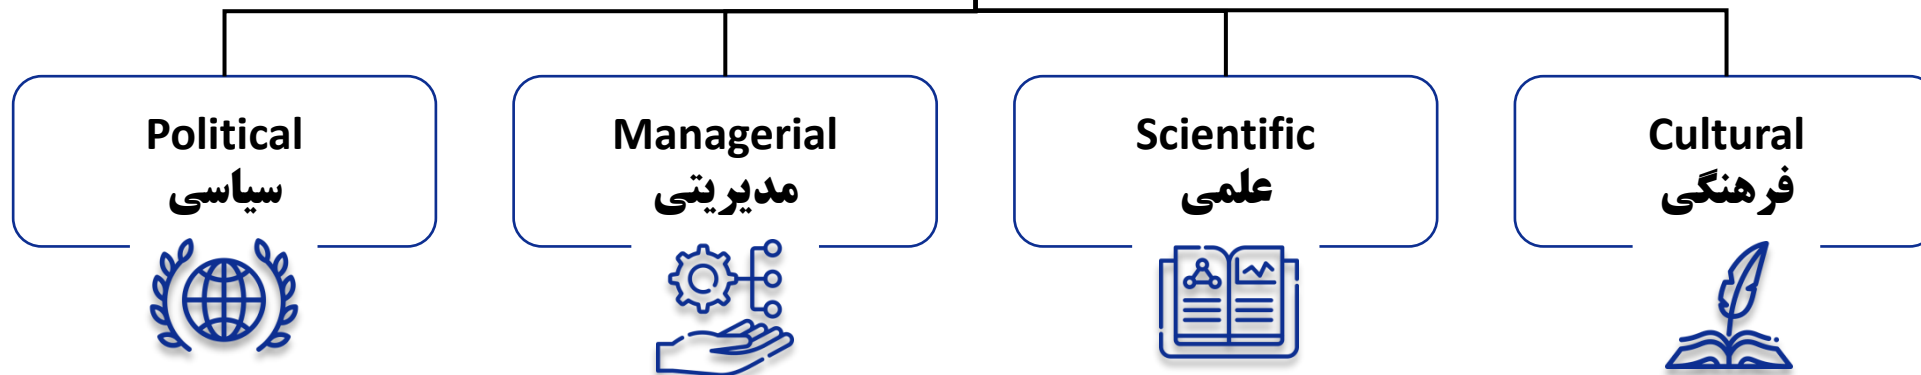 Political
سیاسی
Managerial
مدیریتی
Scientific
علمی
Cultural
فرهنگی